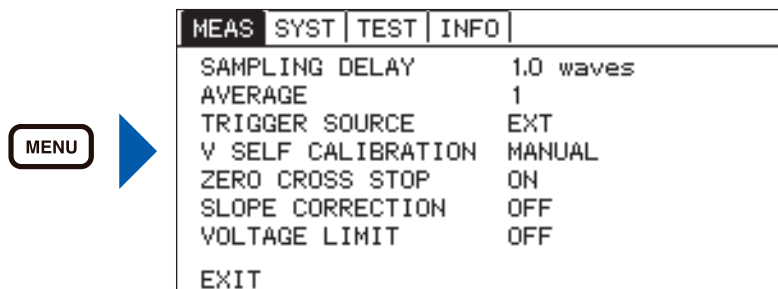 MEAS SYST TEST INFO
SAMPLING DELAY 1.0 waves
AVERAGE 1
TRIGGER SOURCE EXT
MENU
V SELF CALIBRATION MANUAL
ZERO CROSS STOP ON
SLOPE CORRECTION OFF
VOLTAGE LIMIT OFF
EXIT